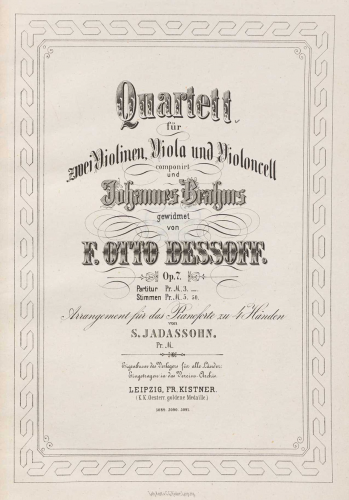 Quartett
für
zwei Violinen, Viola und Violoncell
componirt
und
Johannes Brahms
gewidmet
von
F. OTTO DESSOFF.
Op. 7.
Partitur Pr. M. 3. __.
Stimmen Pr. M. 5. 50.
Arrangement für das Pianoforte zu 4 Händen
von
S. JADASSOHN.
Pr. M.
Eigenthum des Verlegers für alle Länder.
Eingetragen in das Vereins-Archiv.
LEIPZIG, FR. KISTNER.
(K.K. Oesterr. goldene Medaille.)